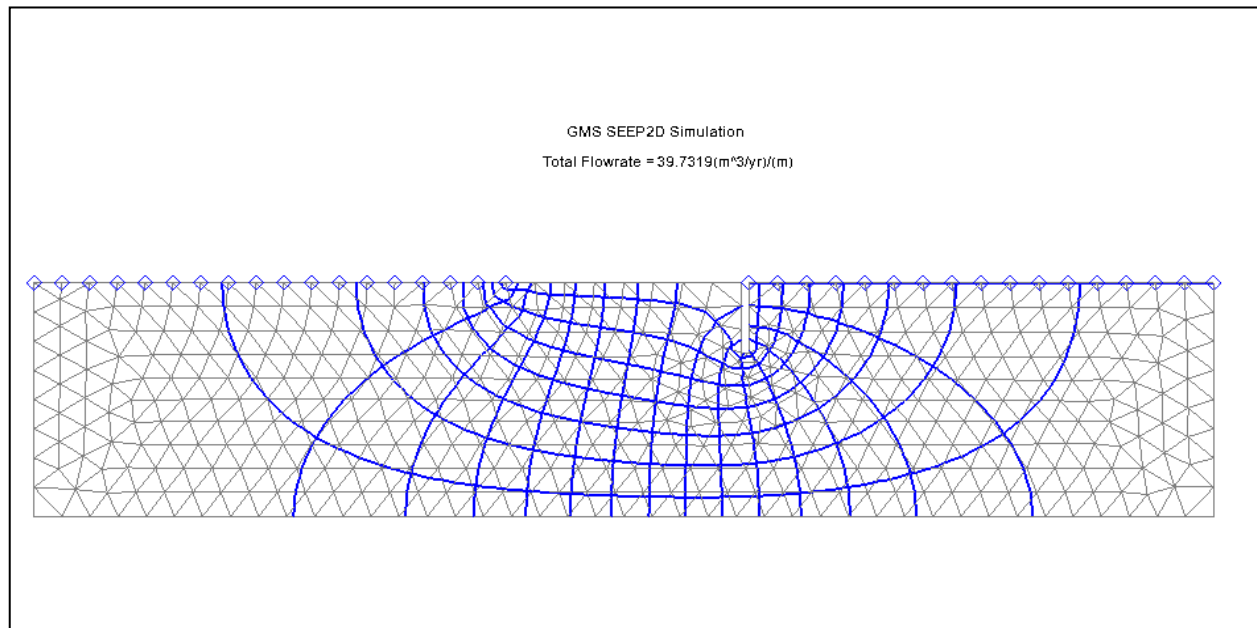 GMS SEEP2D Simulation
Total Flowrate = 39.7319(m^3/yr)/(m)